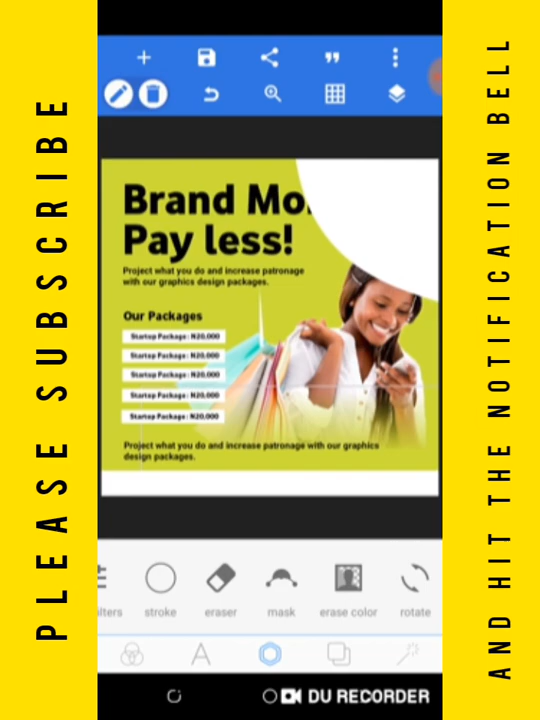 PLEASE SUBSCRIBE
Brand Mo
Pay less!
Project what you do and increase patronage
with our graphics design packages.
Our Packages
Startup Package: N20,000
Startup Package: N20,000
Startup Package: N20,000
Startup Package: N20,000
Startup Package: N20,000
Project what you do and increase patronage with our graphics
design packages.
lters
stroke
eraser
mask
erase color
rotate
DU RECORDER
AND HIT THE NOTIFICATION BELL